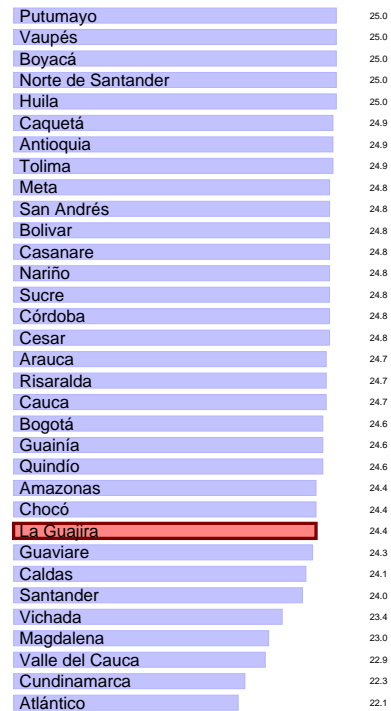 Putumayo 25.0
Vaupés 25.0
Boyacá 25.0
Norte de Santander 25.0
Huila 25.0
Caquetá 24.9
Antioquia 24.9
Tolima 24.9
Meta 24.8
San Andrés 24.8
Bolivar 24.8
Casanare 24.8
Nariño 24.8
Sucre 24.8
Córdoba 24.8
Cesar 24.8
Arauca 24.7
Risaralda 24.7
Cauca 24.7
Bogotá 24.6
Guainía 24.6
Quindío 24.6
Amazonas 24.4
Chocó 24.4
La Guajira 24.4
Guaviare 24.3
Caldas 24.1
Santander 24.0
Vichada 23.4
Magdalena 23.0
Valle del Cauca 22.9
Cundinamarca 22.3
Atlántico 22.1